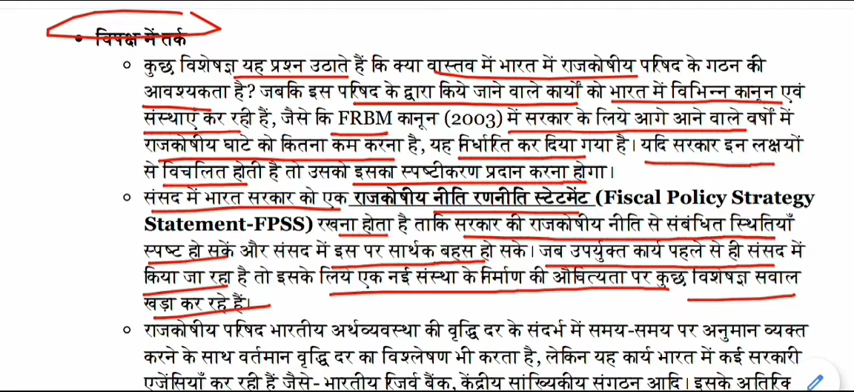 विपक्ष में तर्क
कुछ विशेषज्ञ यह प्रश्न उठाते हैं कि क्या वास्तव में भारत में राजकोषीय परिषद के गठन की
आवश्यकता है? जबकि इस परिषद के द्वारा किये जाने वाले कार्यों को भारत में विभिन्न कानून एवं
संस्थाएं कर रही हैं, जैसे कि FRBM कानून (2003) में सरकार के लिये आगे आने वाले वर्षों में
राजकोषीय घाटे को कितना कम करना है, यह निर्धारित कर दिया गया है। यदि सरकार इन लक्षयों
से विचलित होती है तो उसको इसका स्पष्टीकरण प्रदान करना होगा।
संसद में भारत सरकार को एक राजकोषीय नीति रणनीति स्टेटमेंट (Fiscal Policy Strategy
Statement-FPSS) रखना होता है ताकि सरकार की राजकोषीय नीति से संबंधित स्थितियाँ
स्पष्ट हो सकें और संसद में इस पर सार्थक बहस हो सके। जब उपर्युक्त कार्य पहले से ही संसद में
किया जा रहा है तो इसके लिये एक नई संस्था के निर्माण की औचित्यता पर कुछ विशेषज्ञ सवाल
खड़ा कर रहे हैं।
राजकोषीय परिषद भारतीय अर्थव्यवस्था की वृद्धि दर के संदर्भ में समय-समय पर अनुमान व्यक्त
करने के साथ वर्तमान वृद्धि दर का विश्लेषण भी करता है, लेकिन यह कार्य भारत में कई सरकारी
एजेंसियाँ कर रही हैं जैसे- भारतीय रिजर्व बैंक, केंद्रीय सांख्यिकीय संगठन आदि। इसके